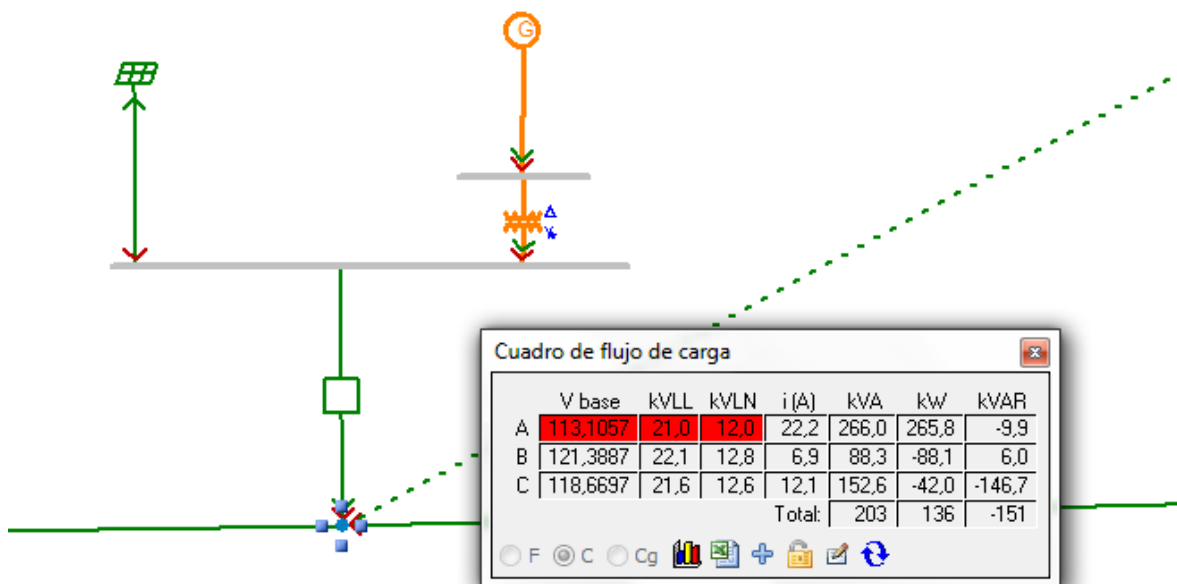 G
Δ
Y
Cuadro de flujo de carga
V base kVLL kVLN i (A) kVA kW kVAR
A 113,1057 21,0 12,0 22,2 266,0 265,8 -9,9
B 121,3887 22,1 12,8 6,9 88,3 -88,1 6,0
C 118,6697 21,6 12,6 12,1 152,6 -42,0 -146,7
Total: 203 136 -151
F C Cg